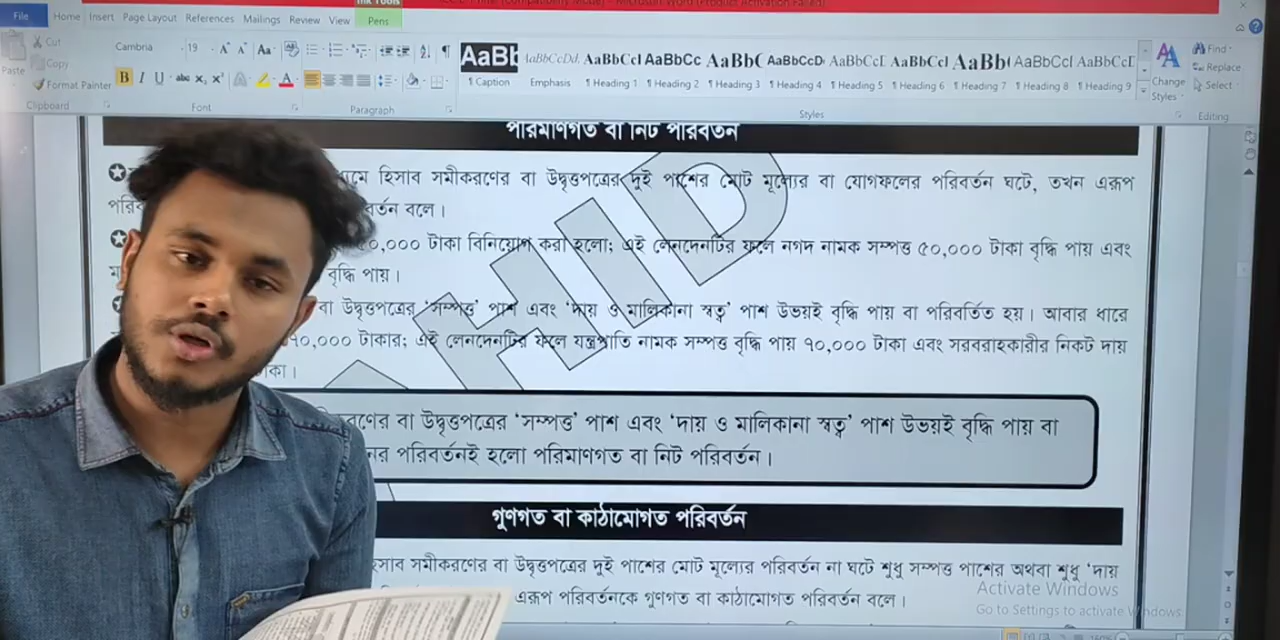 File Home Insert Page Layout References Mailings Review View Pens
Cut
Copy
Paste
Format Painter
Clipboard
Cambria 19
Font
Paragraph
AaBb AaBbCcDd. AaBbCcI AaBbCc AaBbC AaBbCcD AaBbCcI AaBbCcI AaBb AaBbCcI AaBbCcD
Caption Emphasis Heading 1 Heading 2 Heading 3 Heading 4 Heading 5 Heading 6 Heading 7 Heading 8 Heading 9
Styles
Change Styles
Find
Replace
Select
Editing
পরিমাণগত বা নিট পরিবর্তন
হিসাব সমীকরণের বা উদ্বৃত্তপত্রের দুই পাশের মোট মূল্যের বা যোগফলের পরিবর্তন ঘটে, তখন এরূপ
বলে।
৫০,০০০ টাকা বিনিয়োগ করা হলো; এই লেনদেনটির ফলে নগদ নামক সম্পত্ত ৫০,০০০ টাকা বৃদ্ধি পায় এবং
বৃদ্ধি পায়।
বা উদ্বৃত্তপত্রের ‘সম্পত্ত’ পাশ এবং ‘দায় ও মালিকানা স্বত্ব’ পাশ উভয়ই বৃদ্ধি পায় বা পরিবর্তিত হয়। আবার ধারে
৭০,০০০ টাকার; এই লেনদেনটির ফলে যন্ত্রপাতি নামক সম্পত্ত বৃদ্ধি পায় ৭০,০০০ টাকা এবং সরবরাহকারীর নিকট দায়
বা উদ্বৃত্তপত্রের ‘সম্পত্ত’ পাশ এবং ‘দায় ও মালিকানা স্বত্ব’ পাশ উভয়ই বৃদ্ধি পায় বা
পরিবর্তনই হলো পরিমাণগত বা নিট পরিবর্তন।
গুণগত বা কাঠামোগত পরিবর্তন
সমীকরণের বা উদ্বৃত্তপত্রের দুই পাশের মোট মূল্যের পরিবর্তন না ঘটে শুধু সম্পত্ত পাশের অথবা শুধু ‘দায়
এরূপ পরিবর্তনকে গুণগত বা কাঠামোগত পরিবর্তন বলে।
Activate Windows
Go to Settings to activate Windows.